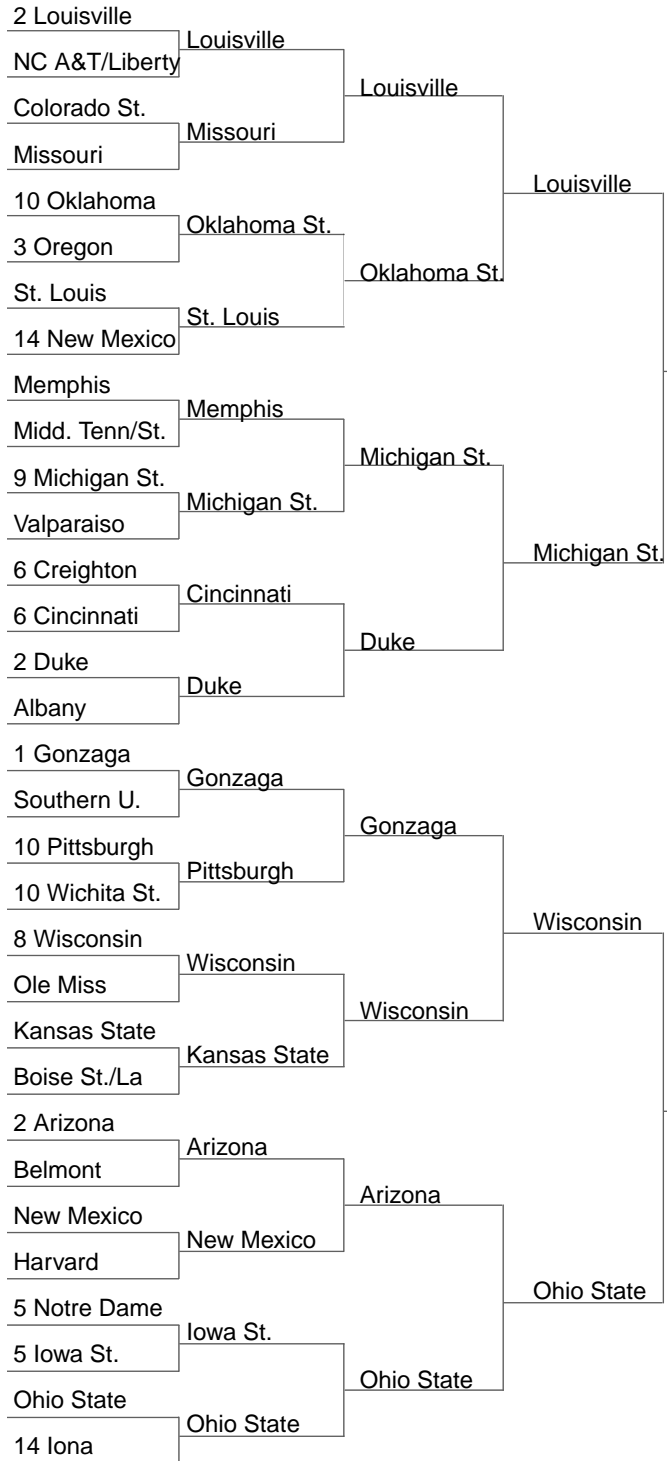 2 Louisville
NC A&T/Liberty
Colorado St.
Missouri
10 Oklahoma
3 Oregon
St. Louis
14 New Mexico
Memphis
Midd. Tenn/St.
9 Michigan St.
Valparaiso
6 Creighton
6 Cincinnati
2 Duke
Albany
1 Gonzaga
Southern U.
10 Pittsburgh
10 Wichita St.
8 Wisconsin
Ole Miss
Kansas State
Boise St./La
2 Arizona
Belmont
New Mexico
Harvard
5 Notre Dame
5 Iowa St.
Ohio State
14 Iona
Louisville
Missouri
Oklahoma St.
St. Louis
Memphis
Michigan St.
Cincinnati
Duke
Gonzaga
Pittsburgh
Wisconsin
Kansas State
Arizona
New Mexico
Iowa St.
Ohio State
Louisville
Oklahoma St.
Michigan St.
Duke
Gonzaga
Wisconsin
Arizona
Ohio State
Louisville
Michigan St.
Wisconsin
Ohio State